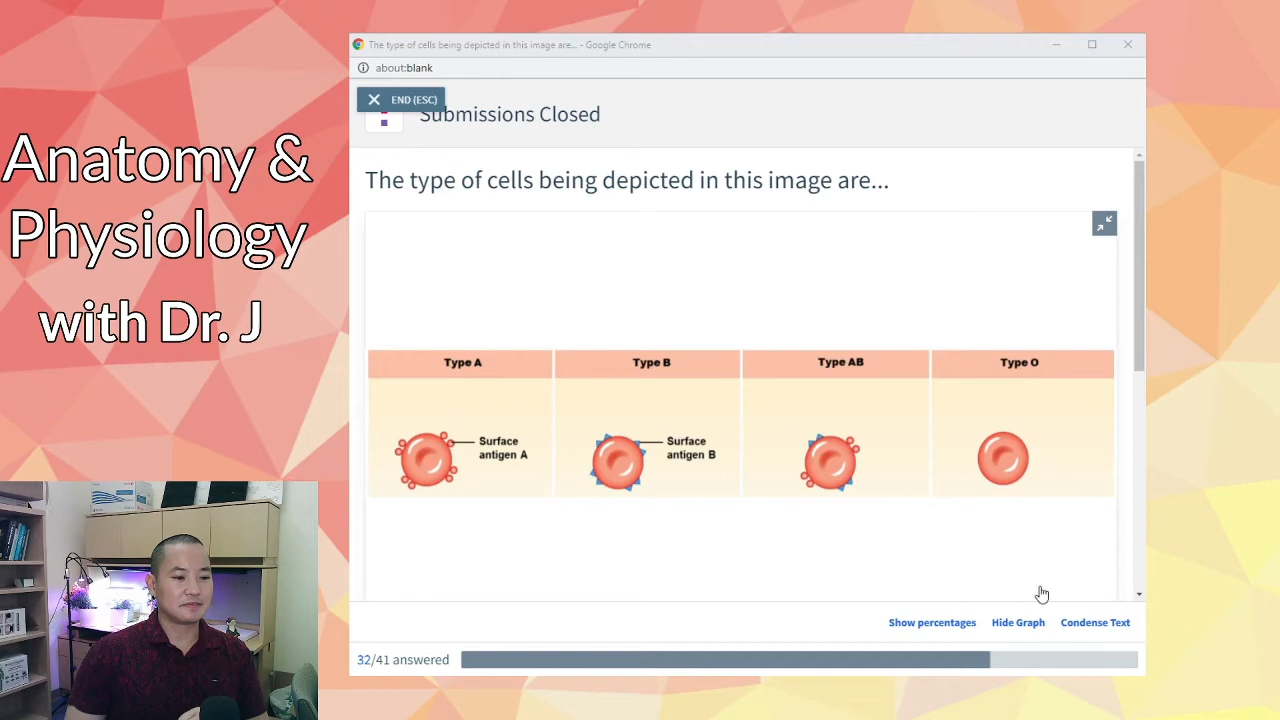 Anatomy &
Physiology
with Dr. J
The type of cells being depicted in this image are... - Google Chrome
about:blank
END (ESC)
Submissions Closed
The type of cells being depicted in this image are...
Type A
Type B
Type AB
Type O
Surface
antigen A
Surface
antigen B
Show percentages
Hide Graph
Condense Text
32/41 answered